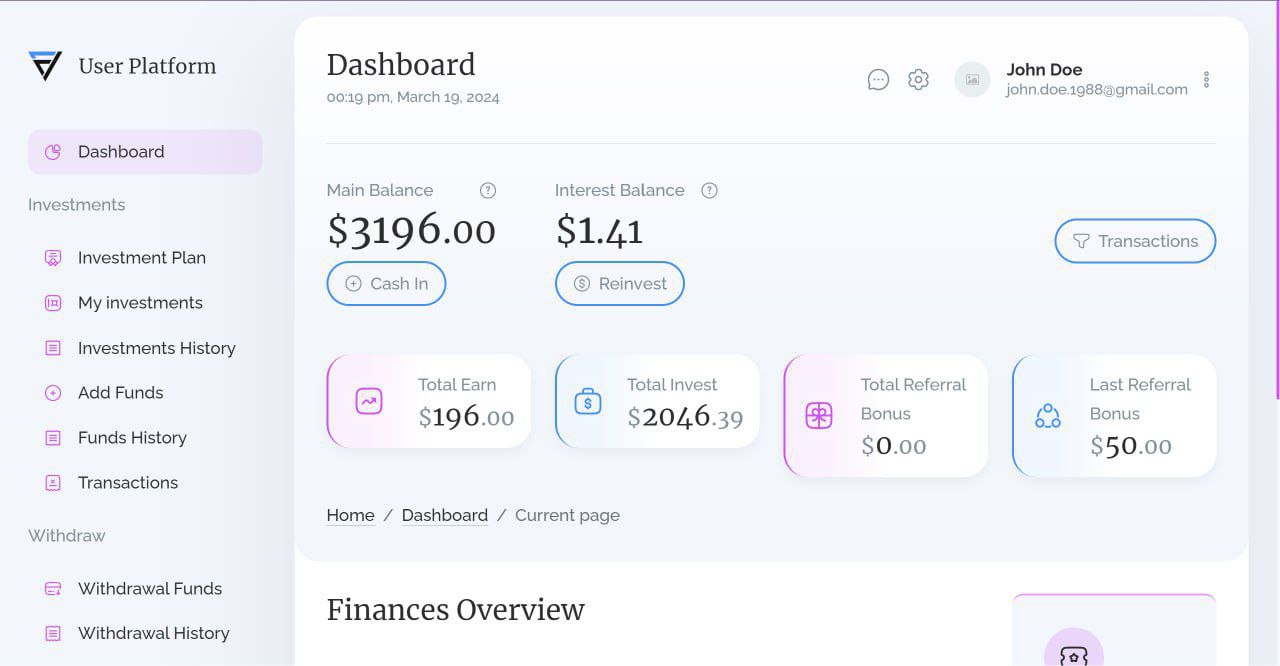 User Platform
Dashboard
Investments
Investment Plan
My investments
Investments History
Add Funds
Funds History
Transactions
Withdraw
Withdrawal Funds
Withdrawal History
Dashboard
00:19 pm, March 19, 2024
John Doe
john.doe.1988@gmail.com
Main Balance
$3196.00
Cash In
Interest Balance
$1.41
Reinvest
Transactions
Total Earn
$196.00
Total Invest
$2046.39
Total Referral
Bonus
$0.00
Last Referral
Bonus
$50.00
Home / Dashboard / Current page
Finances Overview